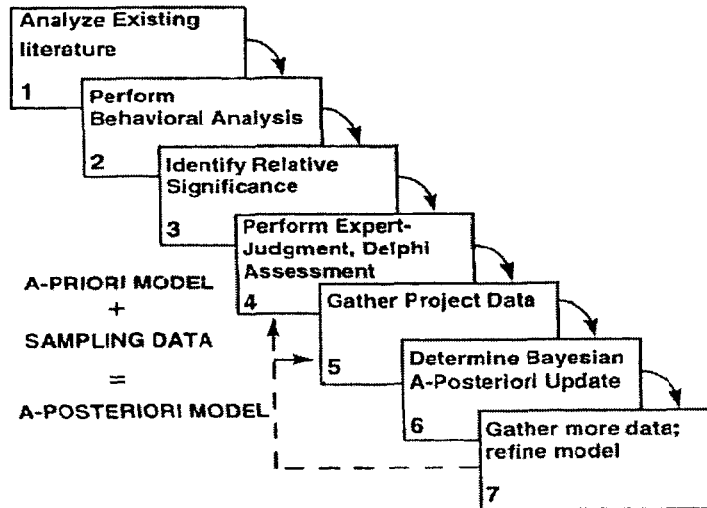 Analyze Existing
literature
1
Perform
Behavioral Analysis
2
Identify Relative
Significance
3
Perform Expert-
Judgment, Delphi
Assessment
4
Gather Project Data
5
Determine Bayesian
A-Posteriori Update
6
Gather more data;
refine model
7
A-PRIORI MODEL
+
SAMPLING DATA
=
A-POSTERIORI MODEL